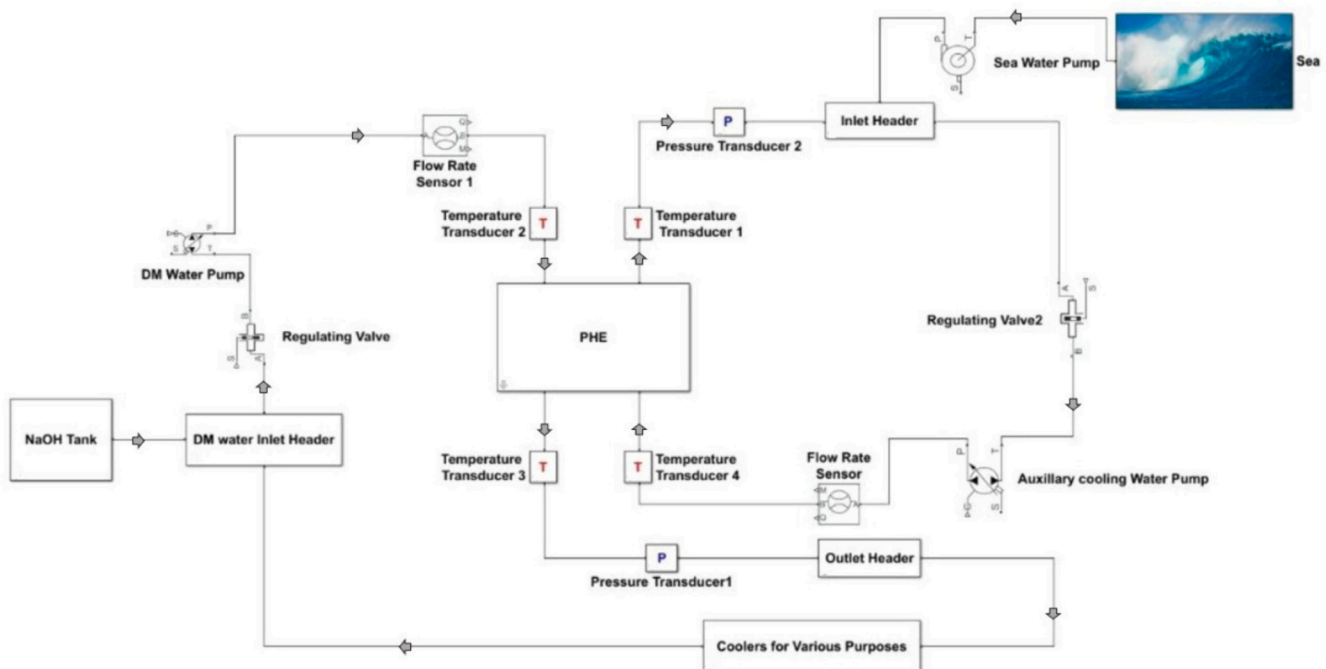 P
T
S
Sea Water Pump
Sea
P
Inlet Header
Pressure Transducer 2
Q
A
B
M
Flow Rate
Sensor 1
Temperature
Transducer 2
T
T
Temperature
Transducer 1
C
P
S
T
DM Water Pump
B
S
A
Regulating Valve
PHE
A
S
B
Regulating Valve2
NaOH Tank
DM water Inlet Header
Temperature
Transducer 3
T
T
Temperature
Transducer 4
Flow Rate
Sensor
M
B
A
Q
P
T
C
S
Auxillary cooling Water Pump
P
Pressure Transducer1
Outlet Header
Coolers for Various Purposes